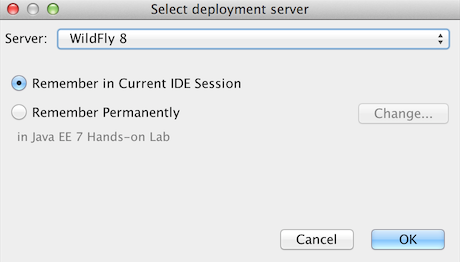 Select deployment server
Server: WildFly 8
Remember in Current IDE Session
Remember Permanently Change...
in Java EE 7 Hands-on Lab
Cancel OK